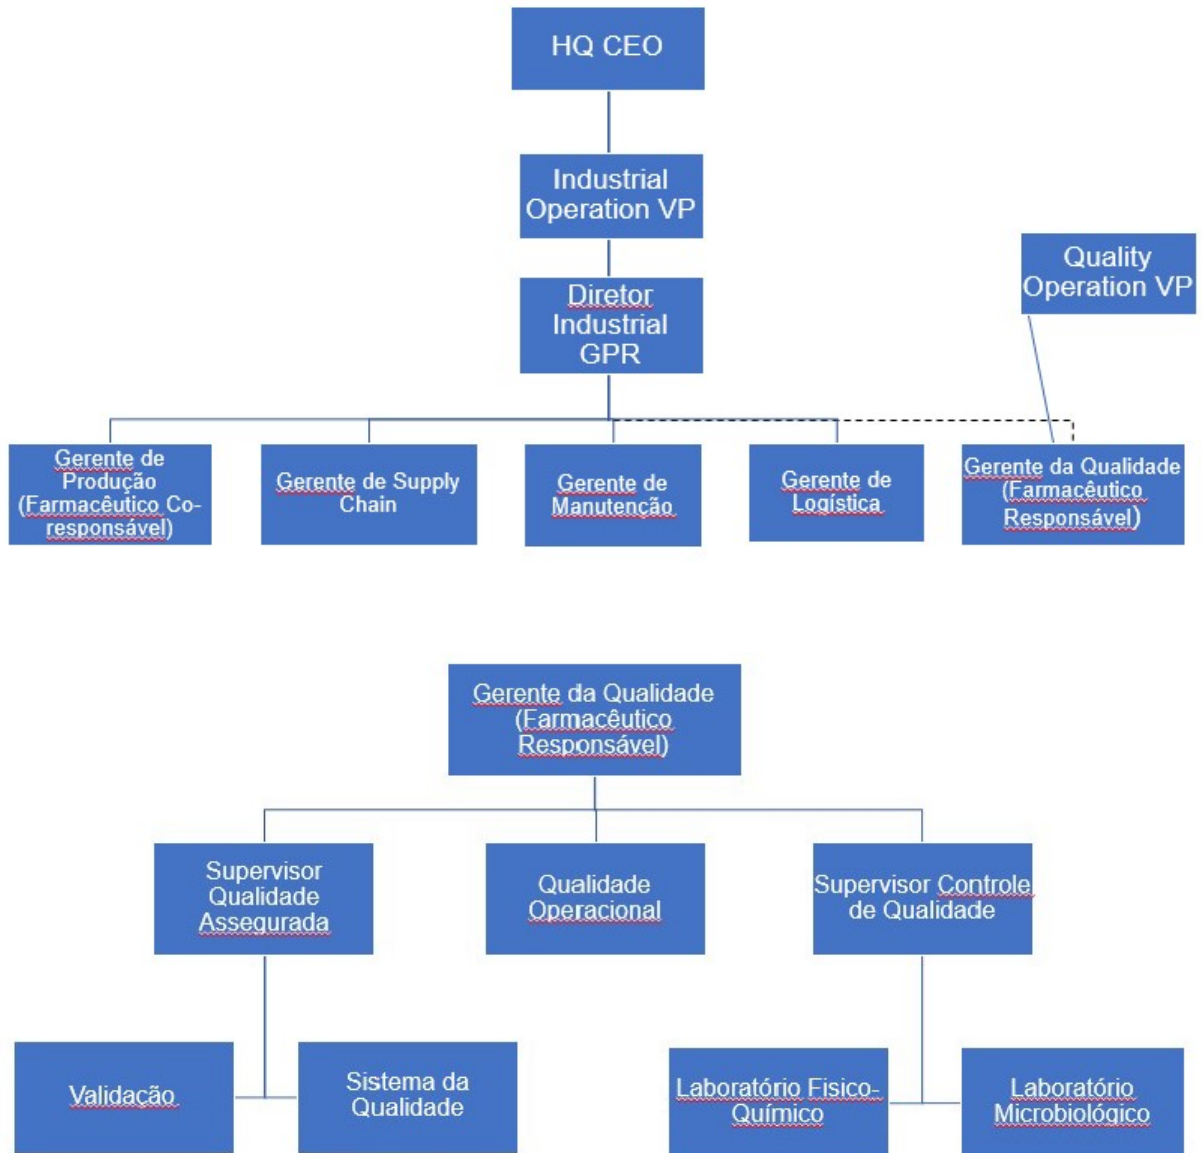 HQ CEO
Industrial
Operation VP
Quality
Operation VP
Diretor
Industrial
GPR
Gerente de
Produção
(Farmacêutico Co-
responsável)
Gerente de Supply
Chain
Gerente de
Manutenção
Gerente de
Logística
Gerente da Qualidade
(Farmacêutico
Responsável)
Gerente da Qualidade
(Farmacêutico
Responsável)
Supervisor
Qualidade
Assegurada
Qualidade
Operacional
Supervisor Controle
de Qualidade
Validação
Sistema da
Qualidade
Laboratório Fisico-
Químico
Laboratório
Microbiológico